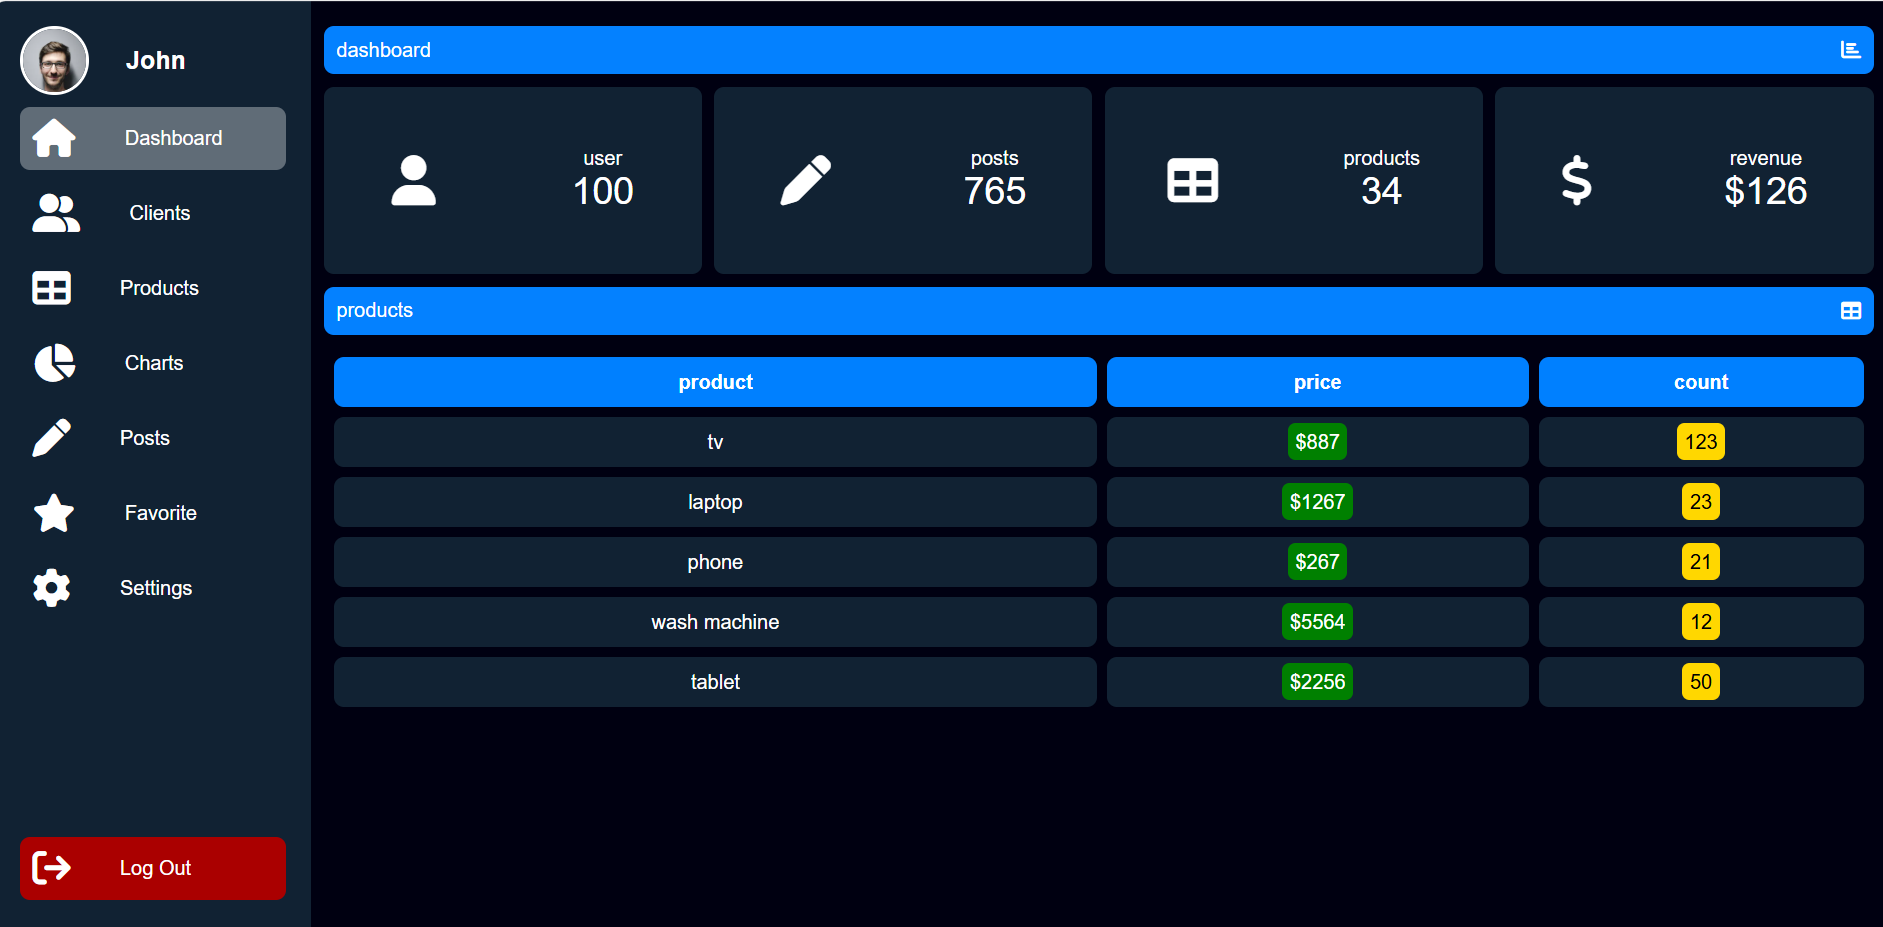 John
Dashboard
Clients
Products
Charts
Posts
Favorite
Settings
Log Out
dashboard
user
100
posts
765
products
34
revenue
$126
products
product price count
tv $887 123
laptop $1267 23
phone $267 21
wash machine $5564 12
tablet $2256 50